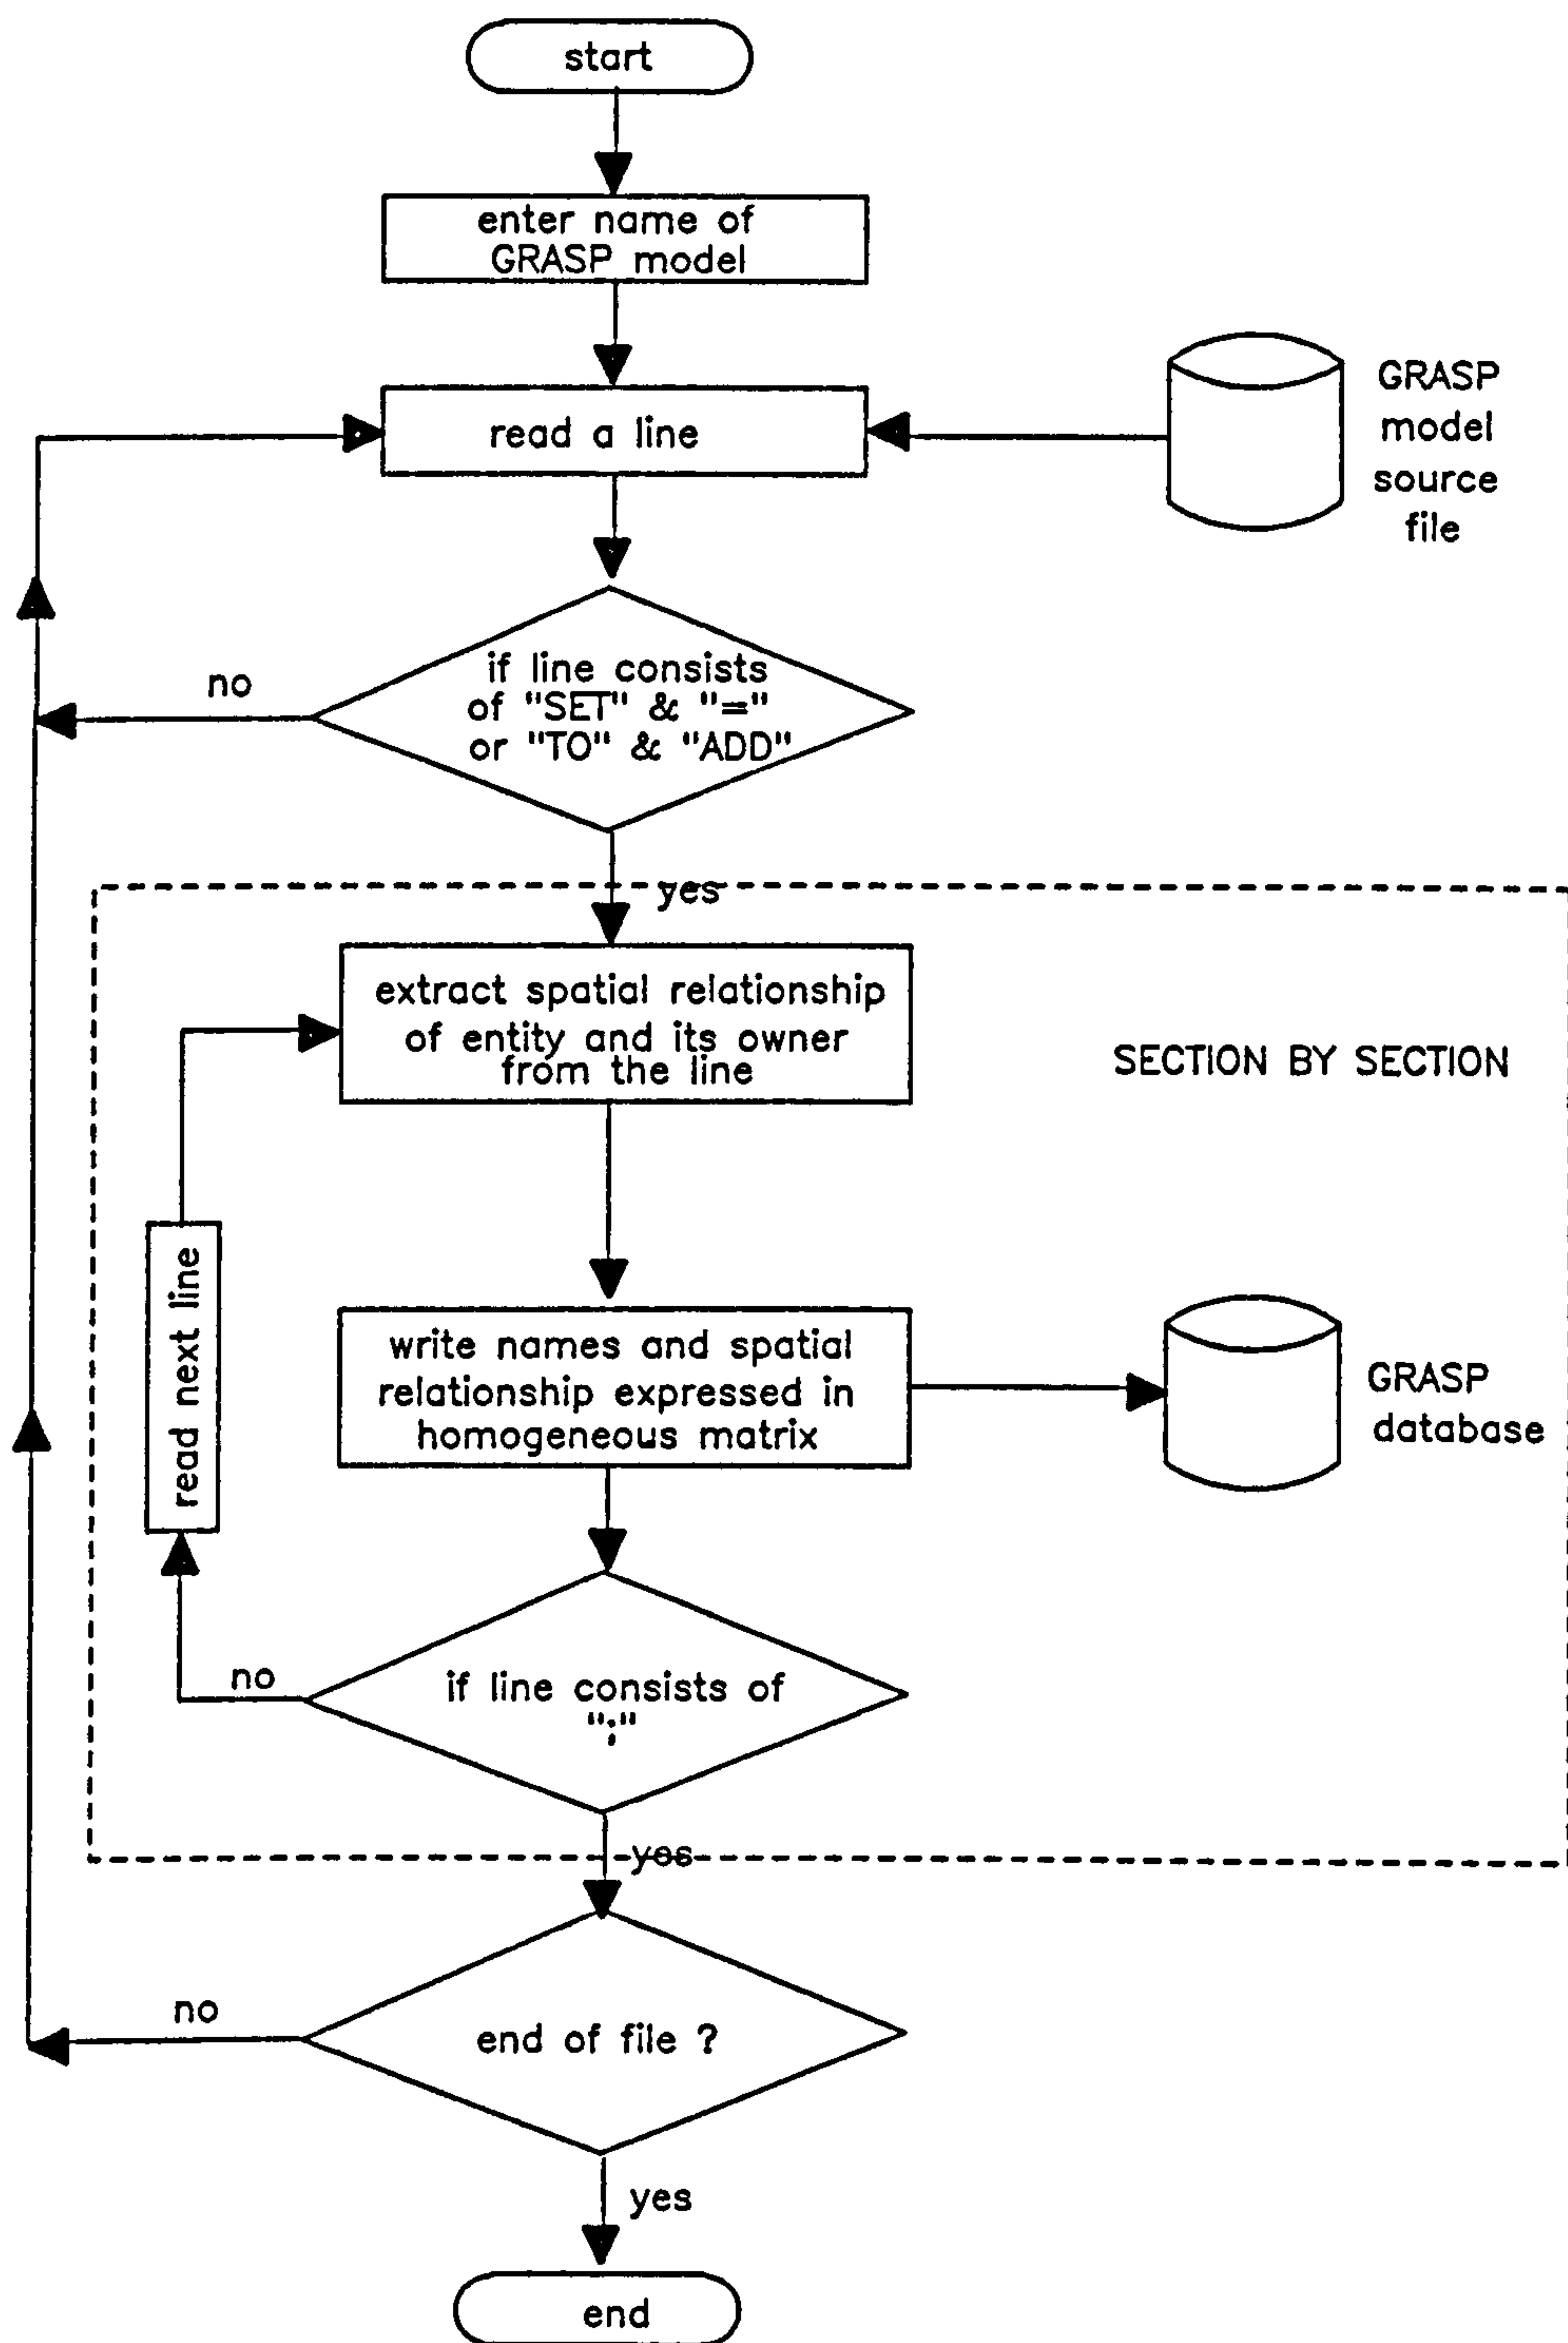 start
enter name of
GRASP model
read a line
GRASP
model
source
file
if line consists
of "SET" & "="
or "TO" & "ADD"
no
yes
extract spatial relationship
of entity and its owner
from the line
SECTION BY SECTION
read next line
write names and spatial
relationship expressed in
homogeneous matrix
GRASP
database
if line consists of
";"
no
yes
end of file ?
no
yes
end